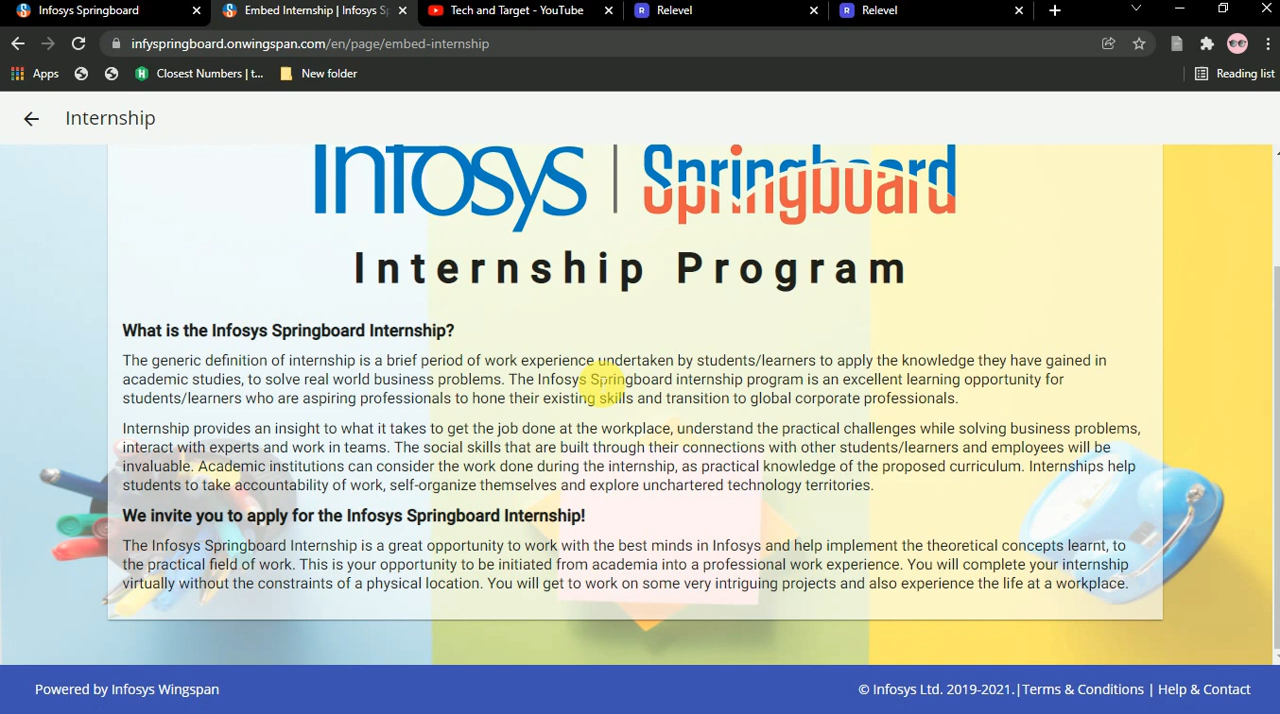 Infosys Springboard
Embed Internship | Infosys S
Tech and Target - YouTube
Relevel
Relevel
infyspringboard.onwingspan.com/en/page/embed-internship
Apps
Closest Numbers | t...
New folder
Reading list
Internship
Infosys | Springboard
Internship Program
What is the Infosys Springboard Internship?
The generic definition of internship is a brief period of work experience undertaken by students/learners to apply the knowledge they have gained in
academic studies, to solve real world business problems. The Infosys Springboard internship program is an excellent learning opportunity for
students/learners who are aspiring professionals to hone their existing skills and transition to global corporate professionals.
Internship provides an insight to what it takes to get the job done at the workplace, understand the practical challenges while solving business problems,
interact with experts and work in teams. The social skills that are built through their connections with other students/learners and employees will be
invaluable. Academic institutions can consider the work done during the internship, as practical knowledge of the proposed curriculum. Internships help
students to take accountability of work, self-organize themselves and explore unchartered technology territories.
We invite you to apply for the Infosys Springboard Internship!
The Infosys Springboard Internship is a great opportunity to work with the best minds in Infosys and help implement the theoretical concepts learnt, to
the practical field of work. This is your opportunity to be initiated from academia into a professional work experience. You will complete your internship
virtually without the constraints of a physical location. You will get to work on some very intriguing projects and also experience the life at a workplace.
Powered by Infosys Wingspan
© Infosys Ltd. 2019-2021.|Terms & Conditions | Help & Contact